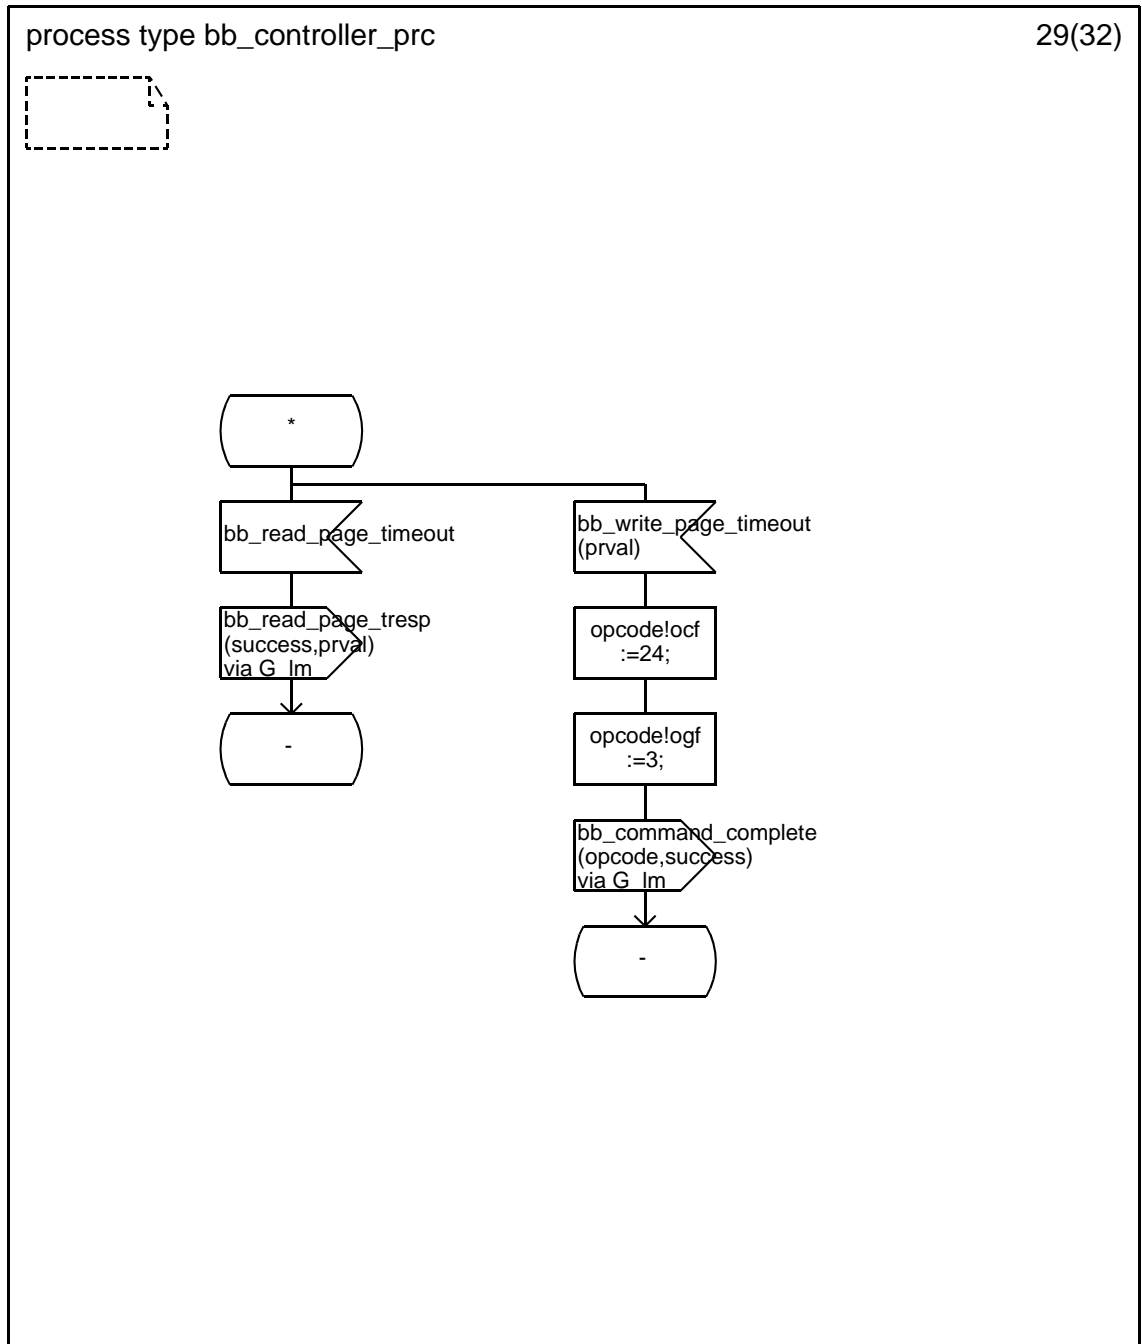 process type bb_controller_prc
29(32)
*
bb_read_page_timeout
bb_write_page_timeout
(prval)
bb_read_page_tresp
(success,prval)
via G_lm
opcode!ocf
:=24;
-
opcode!ogf
:=3;
bb_command_complete
(opcode,success)
via G_lm
-